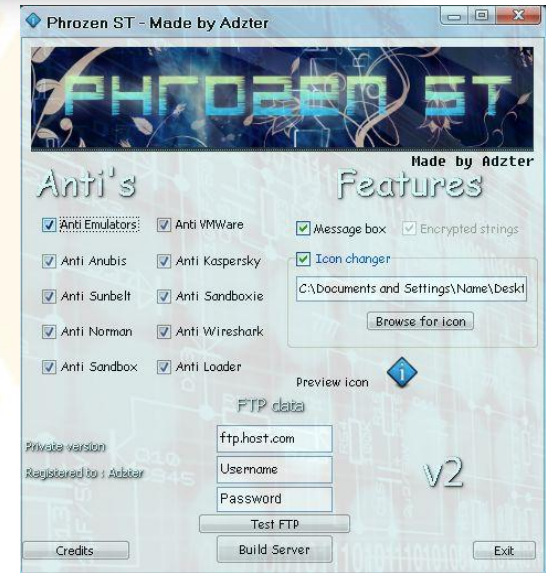 Phrozen ST - Made by Adzter
PHROZEN ST
Made by Adzter
Anti's
Features
Anti Emulators
Anti VMWare
Message box
Encrypted strings
Anti Anubis
Anti Kaspersky
Icon changer
Anti Sunbelt
Anti Sandboxie
C:\Documents and Settings\Name\Deskt
Anti Norman
Anti Wireshark
Browse for icon
Anti Sandbox
Anti Loader
Preview icon
FTP data
ftp.host.com
Private version
Registered to : Adzter
Username
v2
Password
Test FTP
Credits
Build Server
Exit